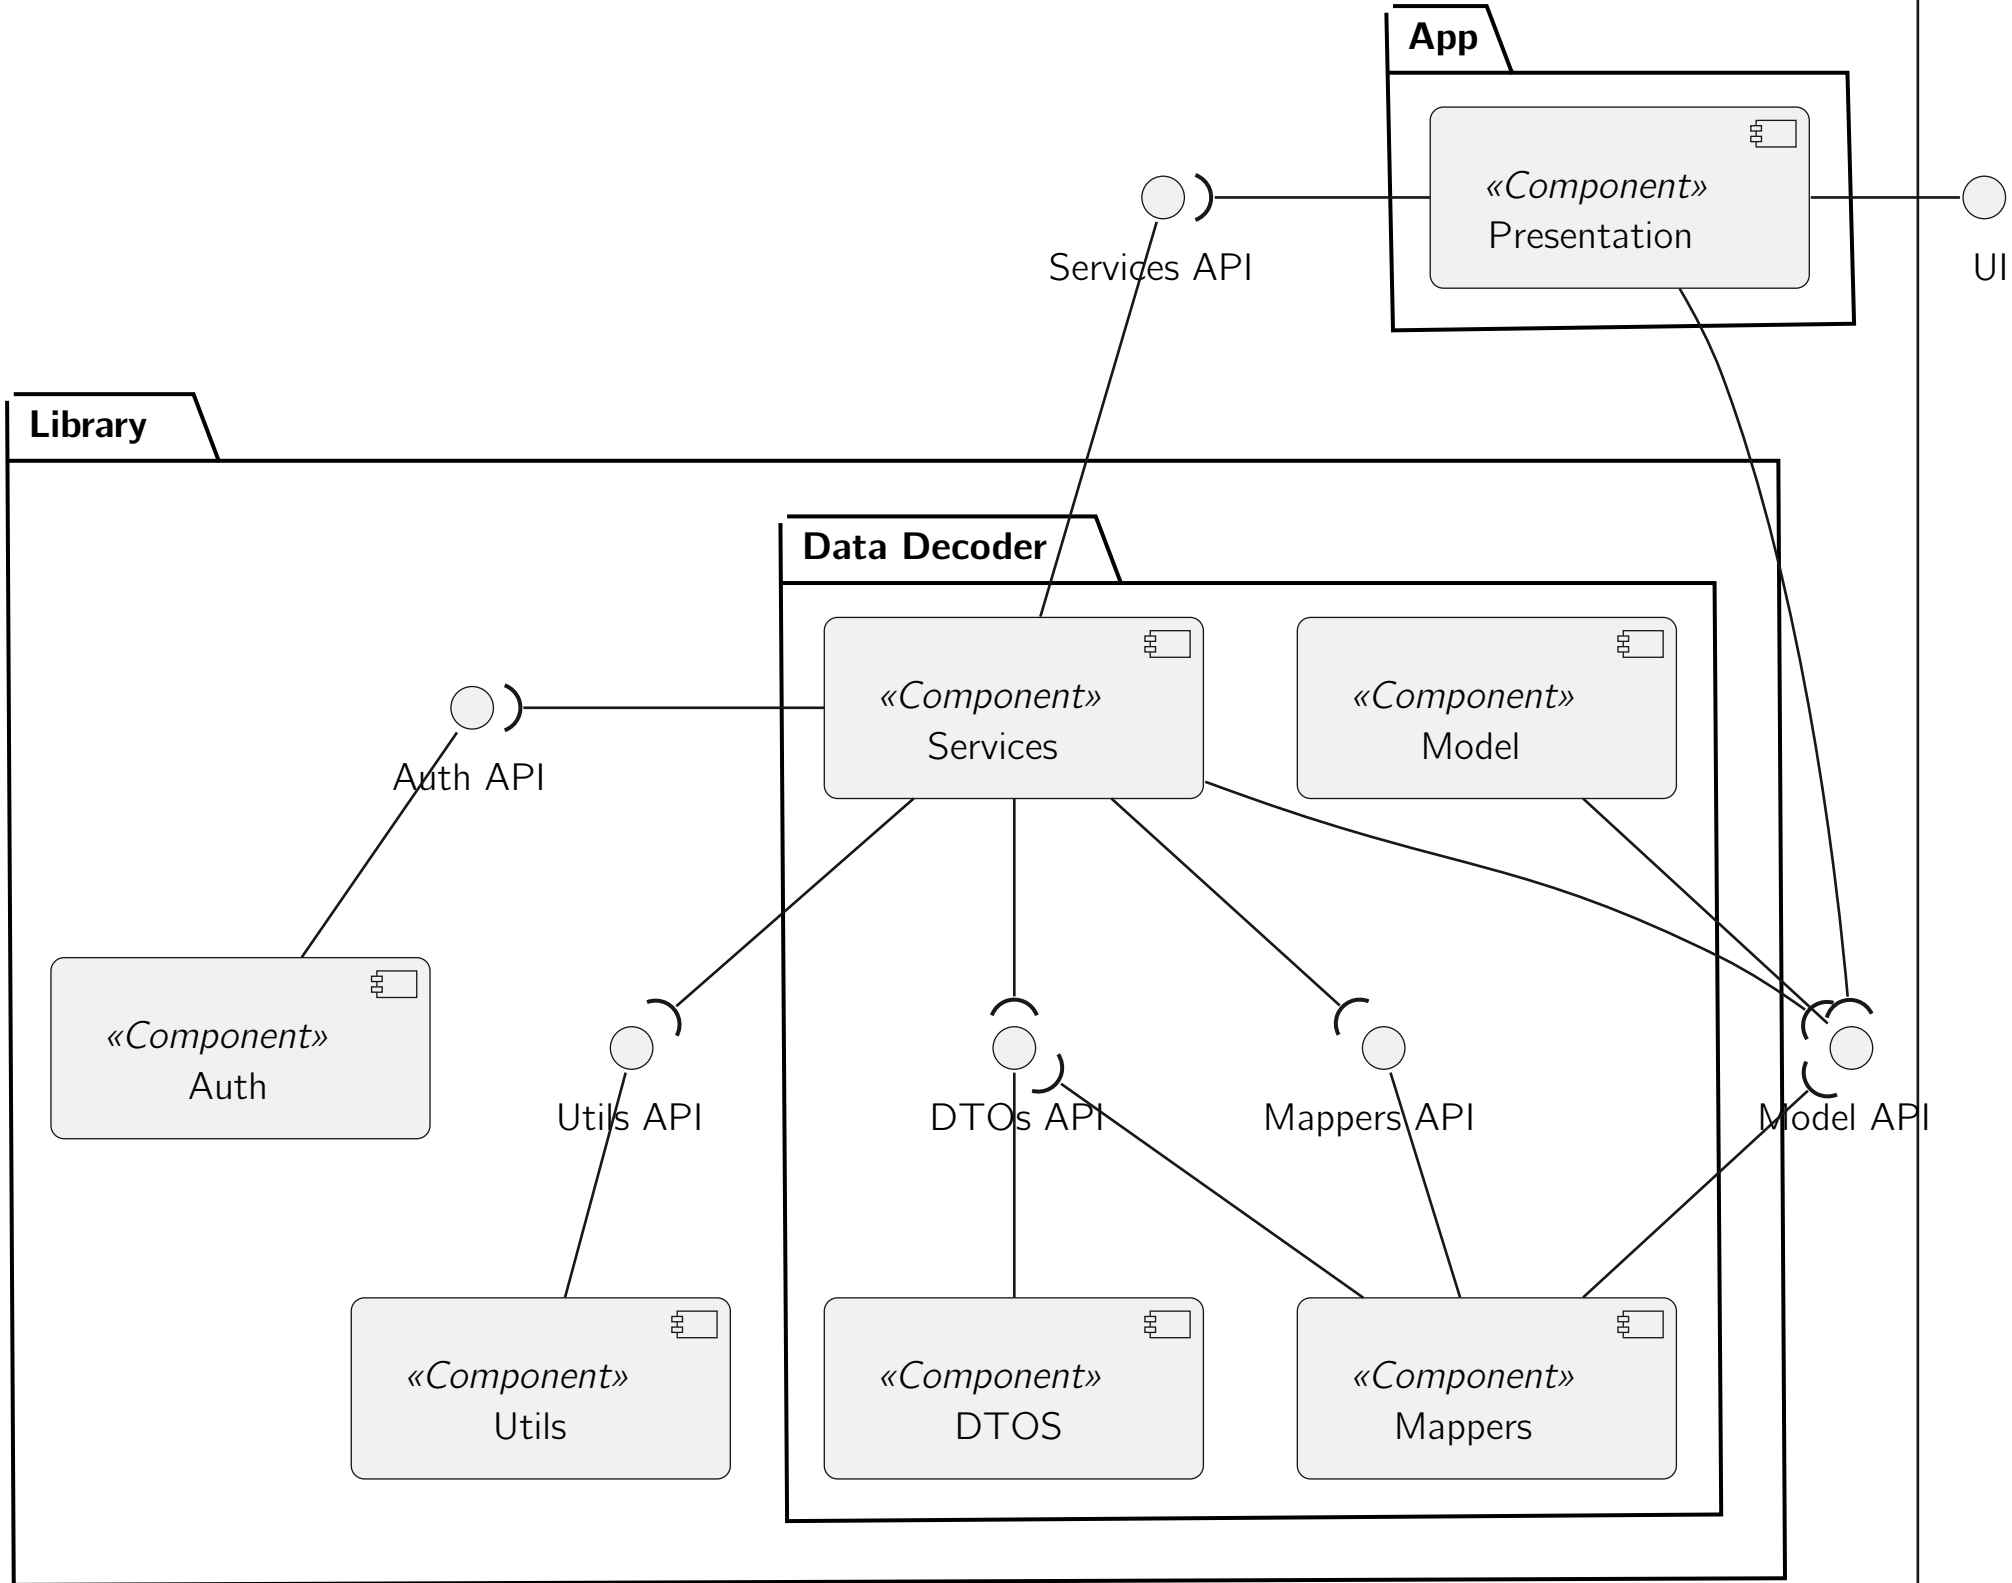 App
«Component»
Presentation
Services API
UI
Library
Data Decoder
«Component»
Services
«Component»
Model
Auth API
«Component»
Auth
Utils API
DTOs API
Mappers API
Model API
«Component»
Utils
«Component»
DTOS
«Component»
Mappers